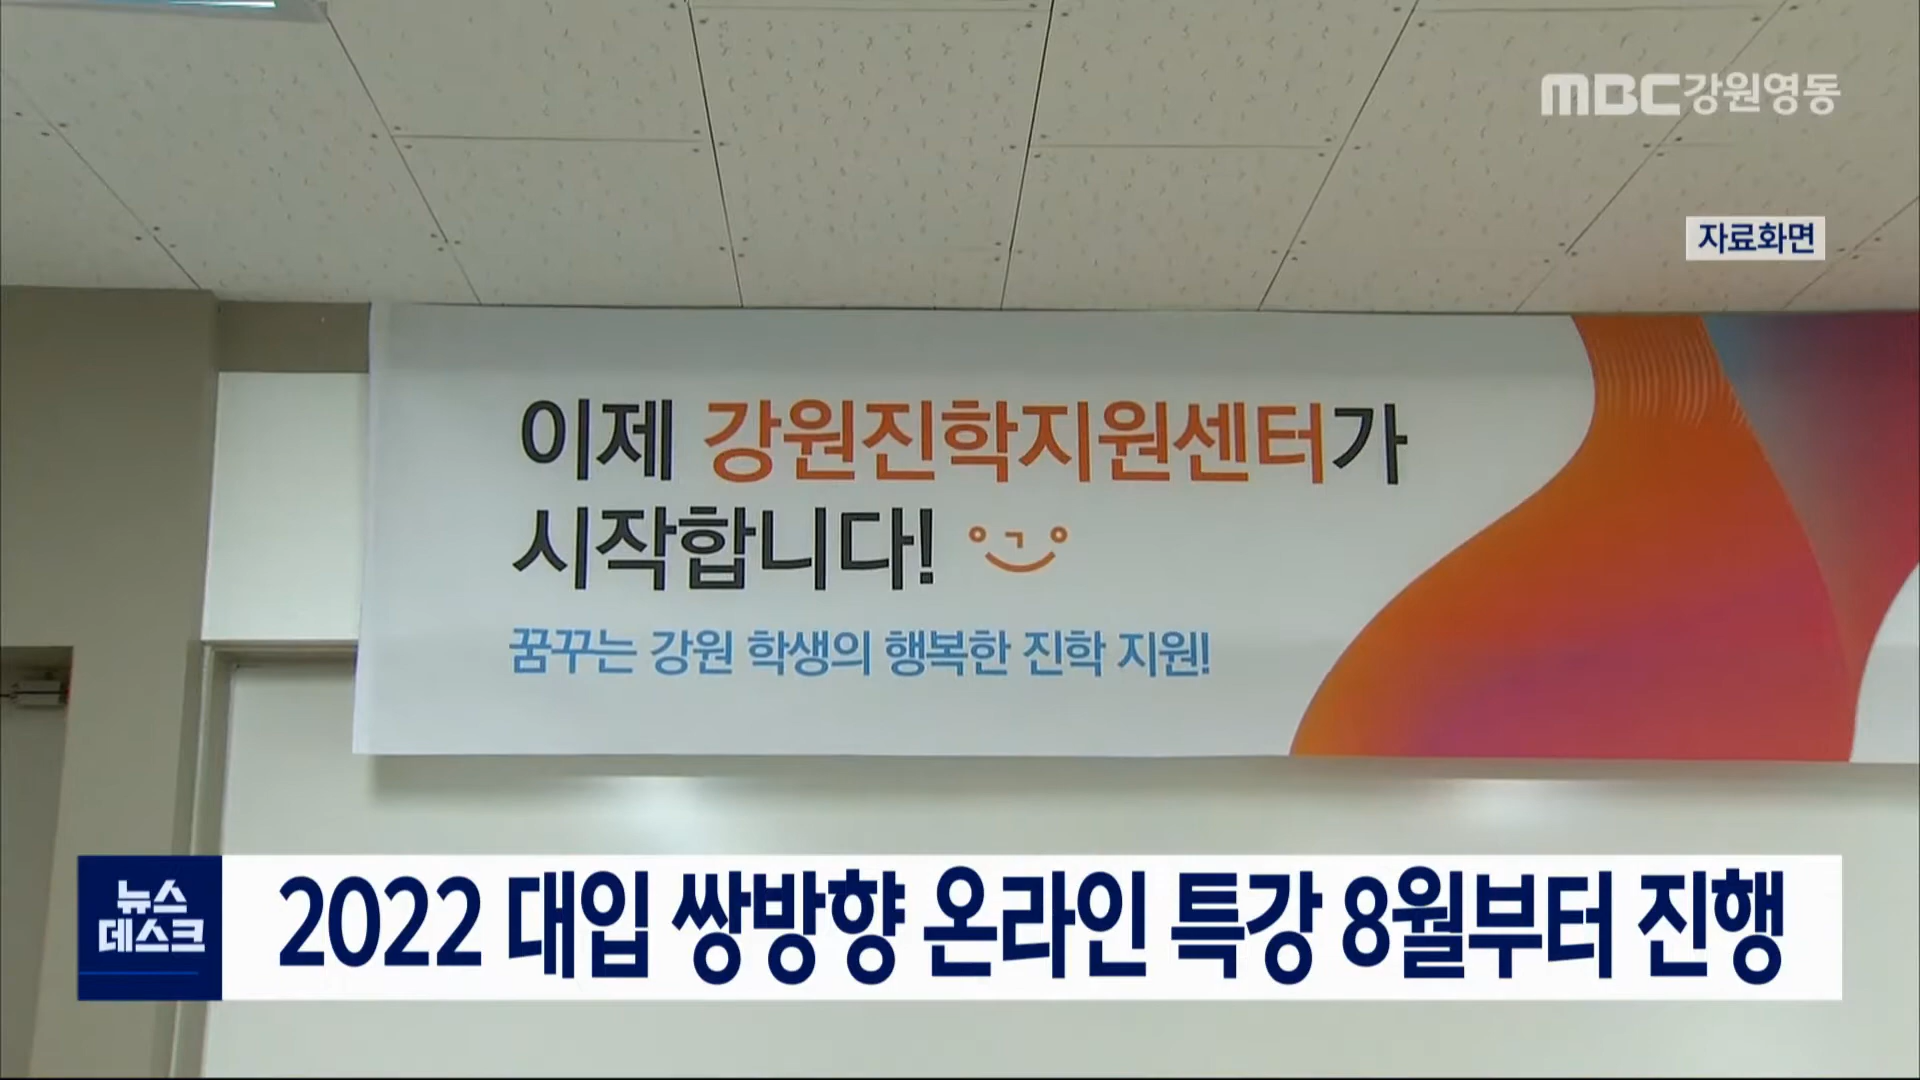 MBC강원영동
자료화면
이제 강원진학지원센터가
시작합니다!
꿈꾸는 강원 학생의 행복한 진학 지원!
뉴스
데스크
2022 대입 쌍방향 온라인 특강 8월부터 진행